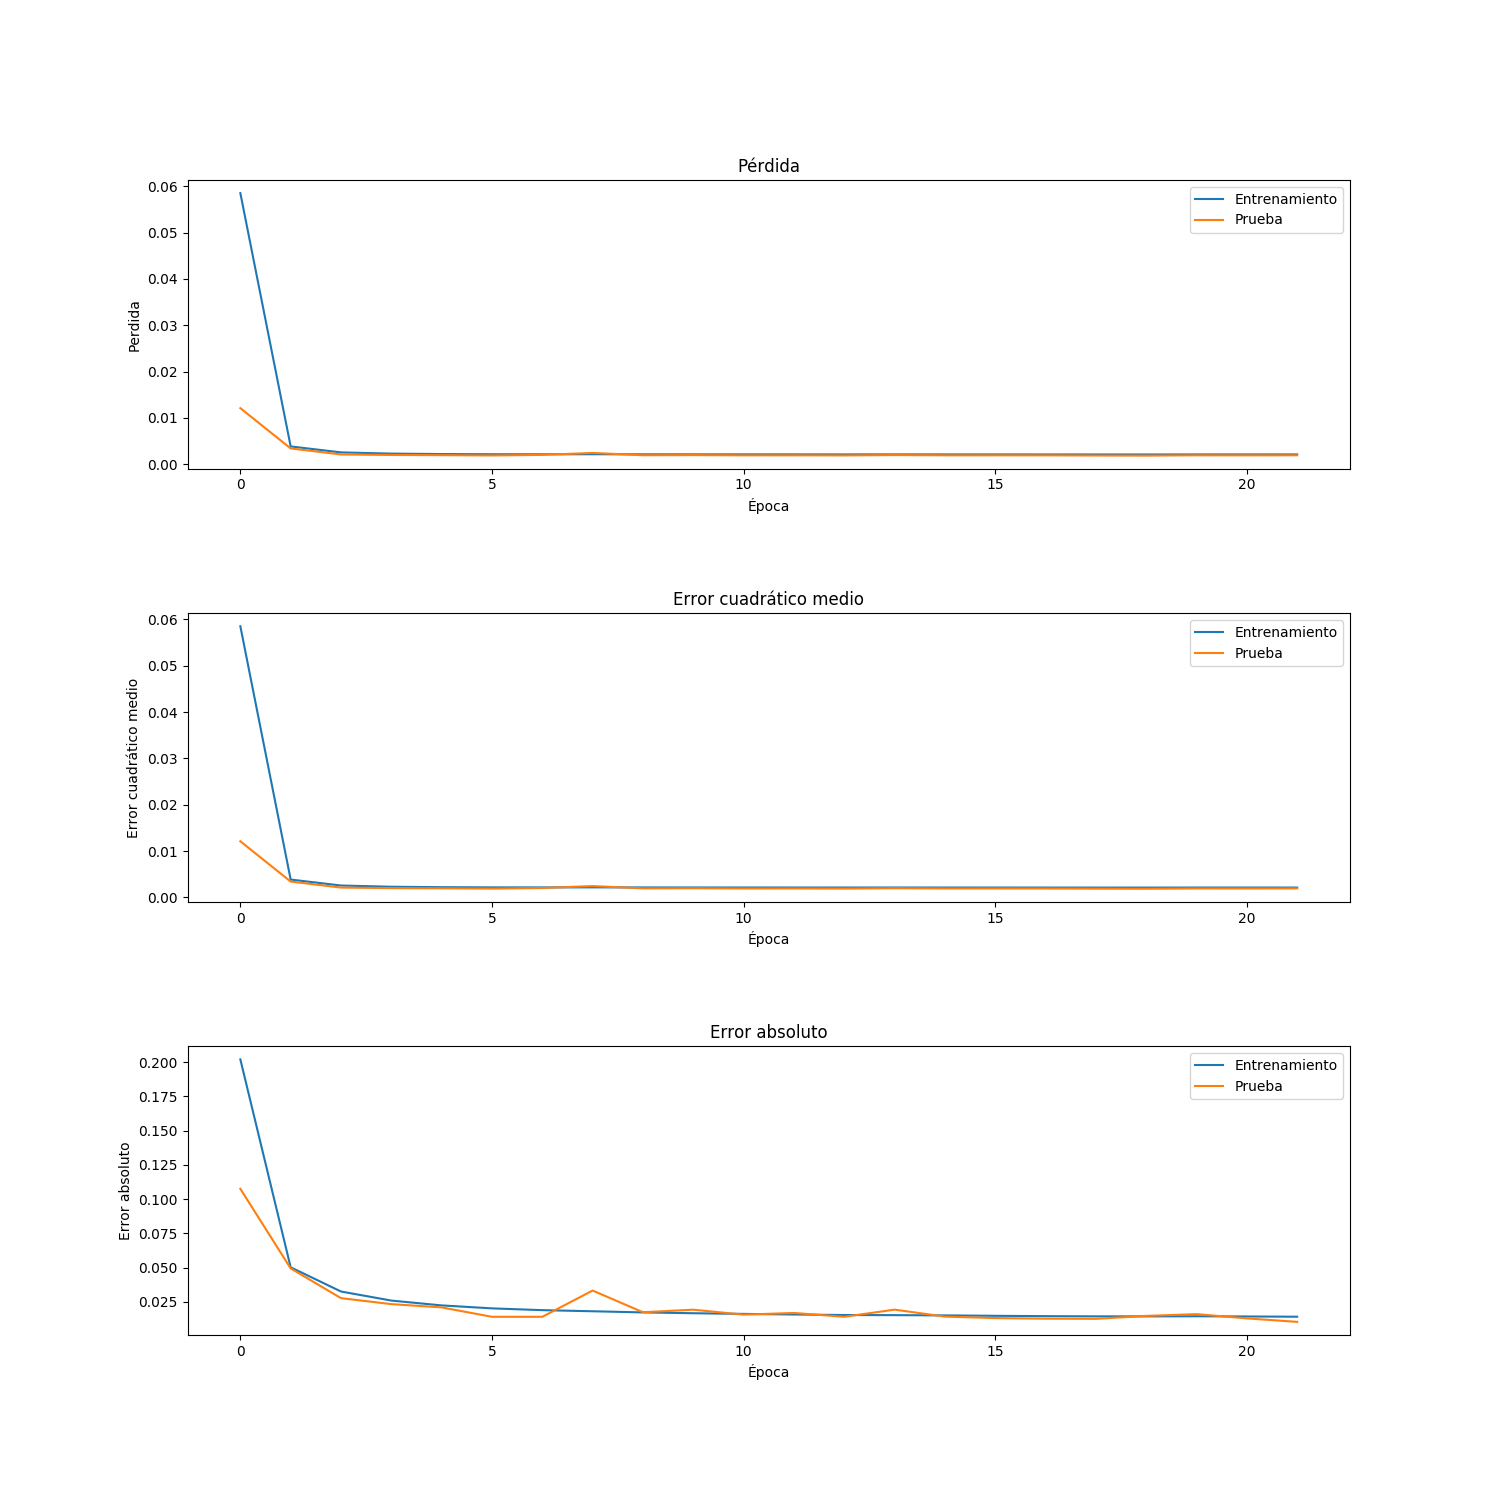 Pérdida
0.06
0.05
0.04
0.03
0.02
0.01
0.00
Perdida
Entrenamiento
Prueba
0 5 10 15 20
Época
Error cuadrático medio
0.06
0.05
0.04
0.03
0.02
0.01
0.00
Error cuadrático medio
Entrenamiento
Prueba
0 5 10 15 20
Época
Error absoluto
0.200
0.175
0.150
0.125
0.100
0.075
0.050
0.025
Error absoluto
Entrenamiento
Prueba
0 5 10 15 20
Época